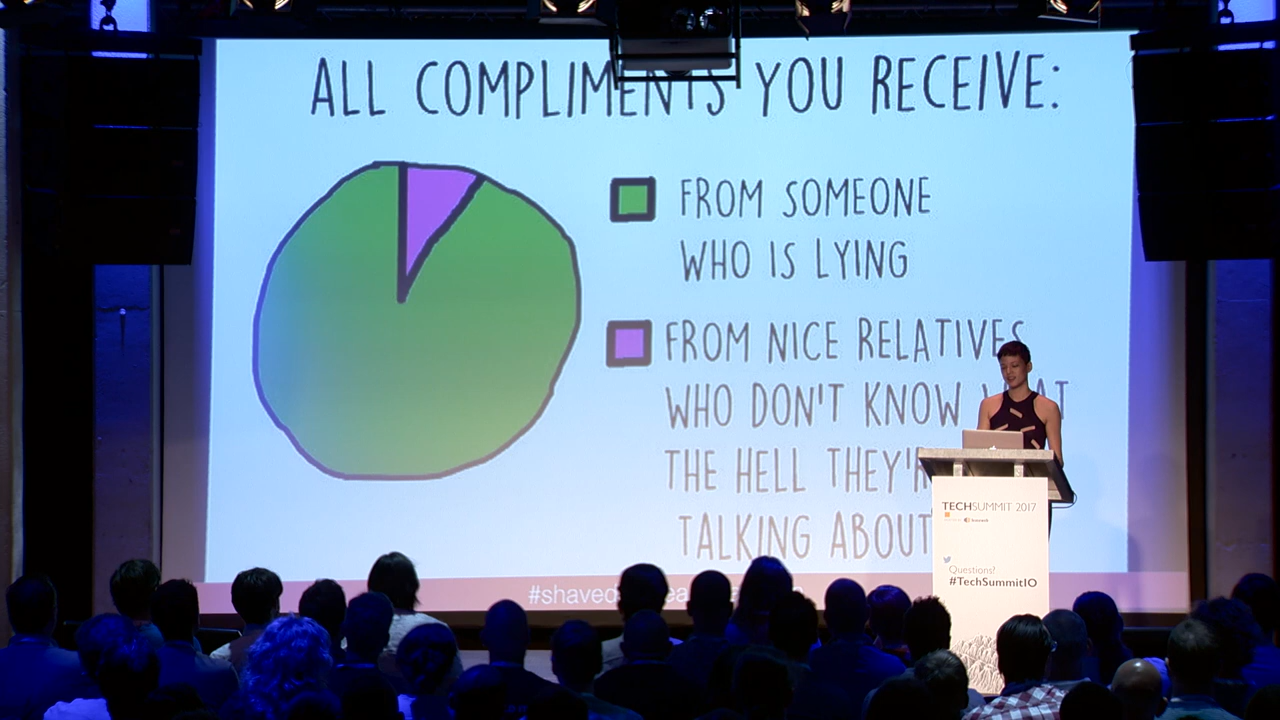 ALL COMPLIMENTS YOU RECEIVE:
FROM SOMEONE
WHO IS LYING
FROM NICE RELATIVES
WHO DON'T KNOW
THE HELL
TALKING ABOUT
TECHSUMMIT 2017
Questions?
#TechSummitIO